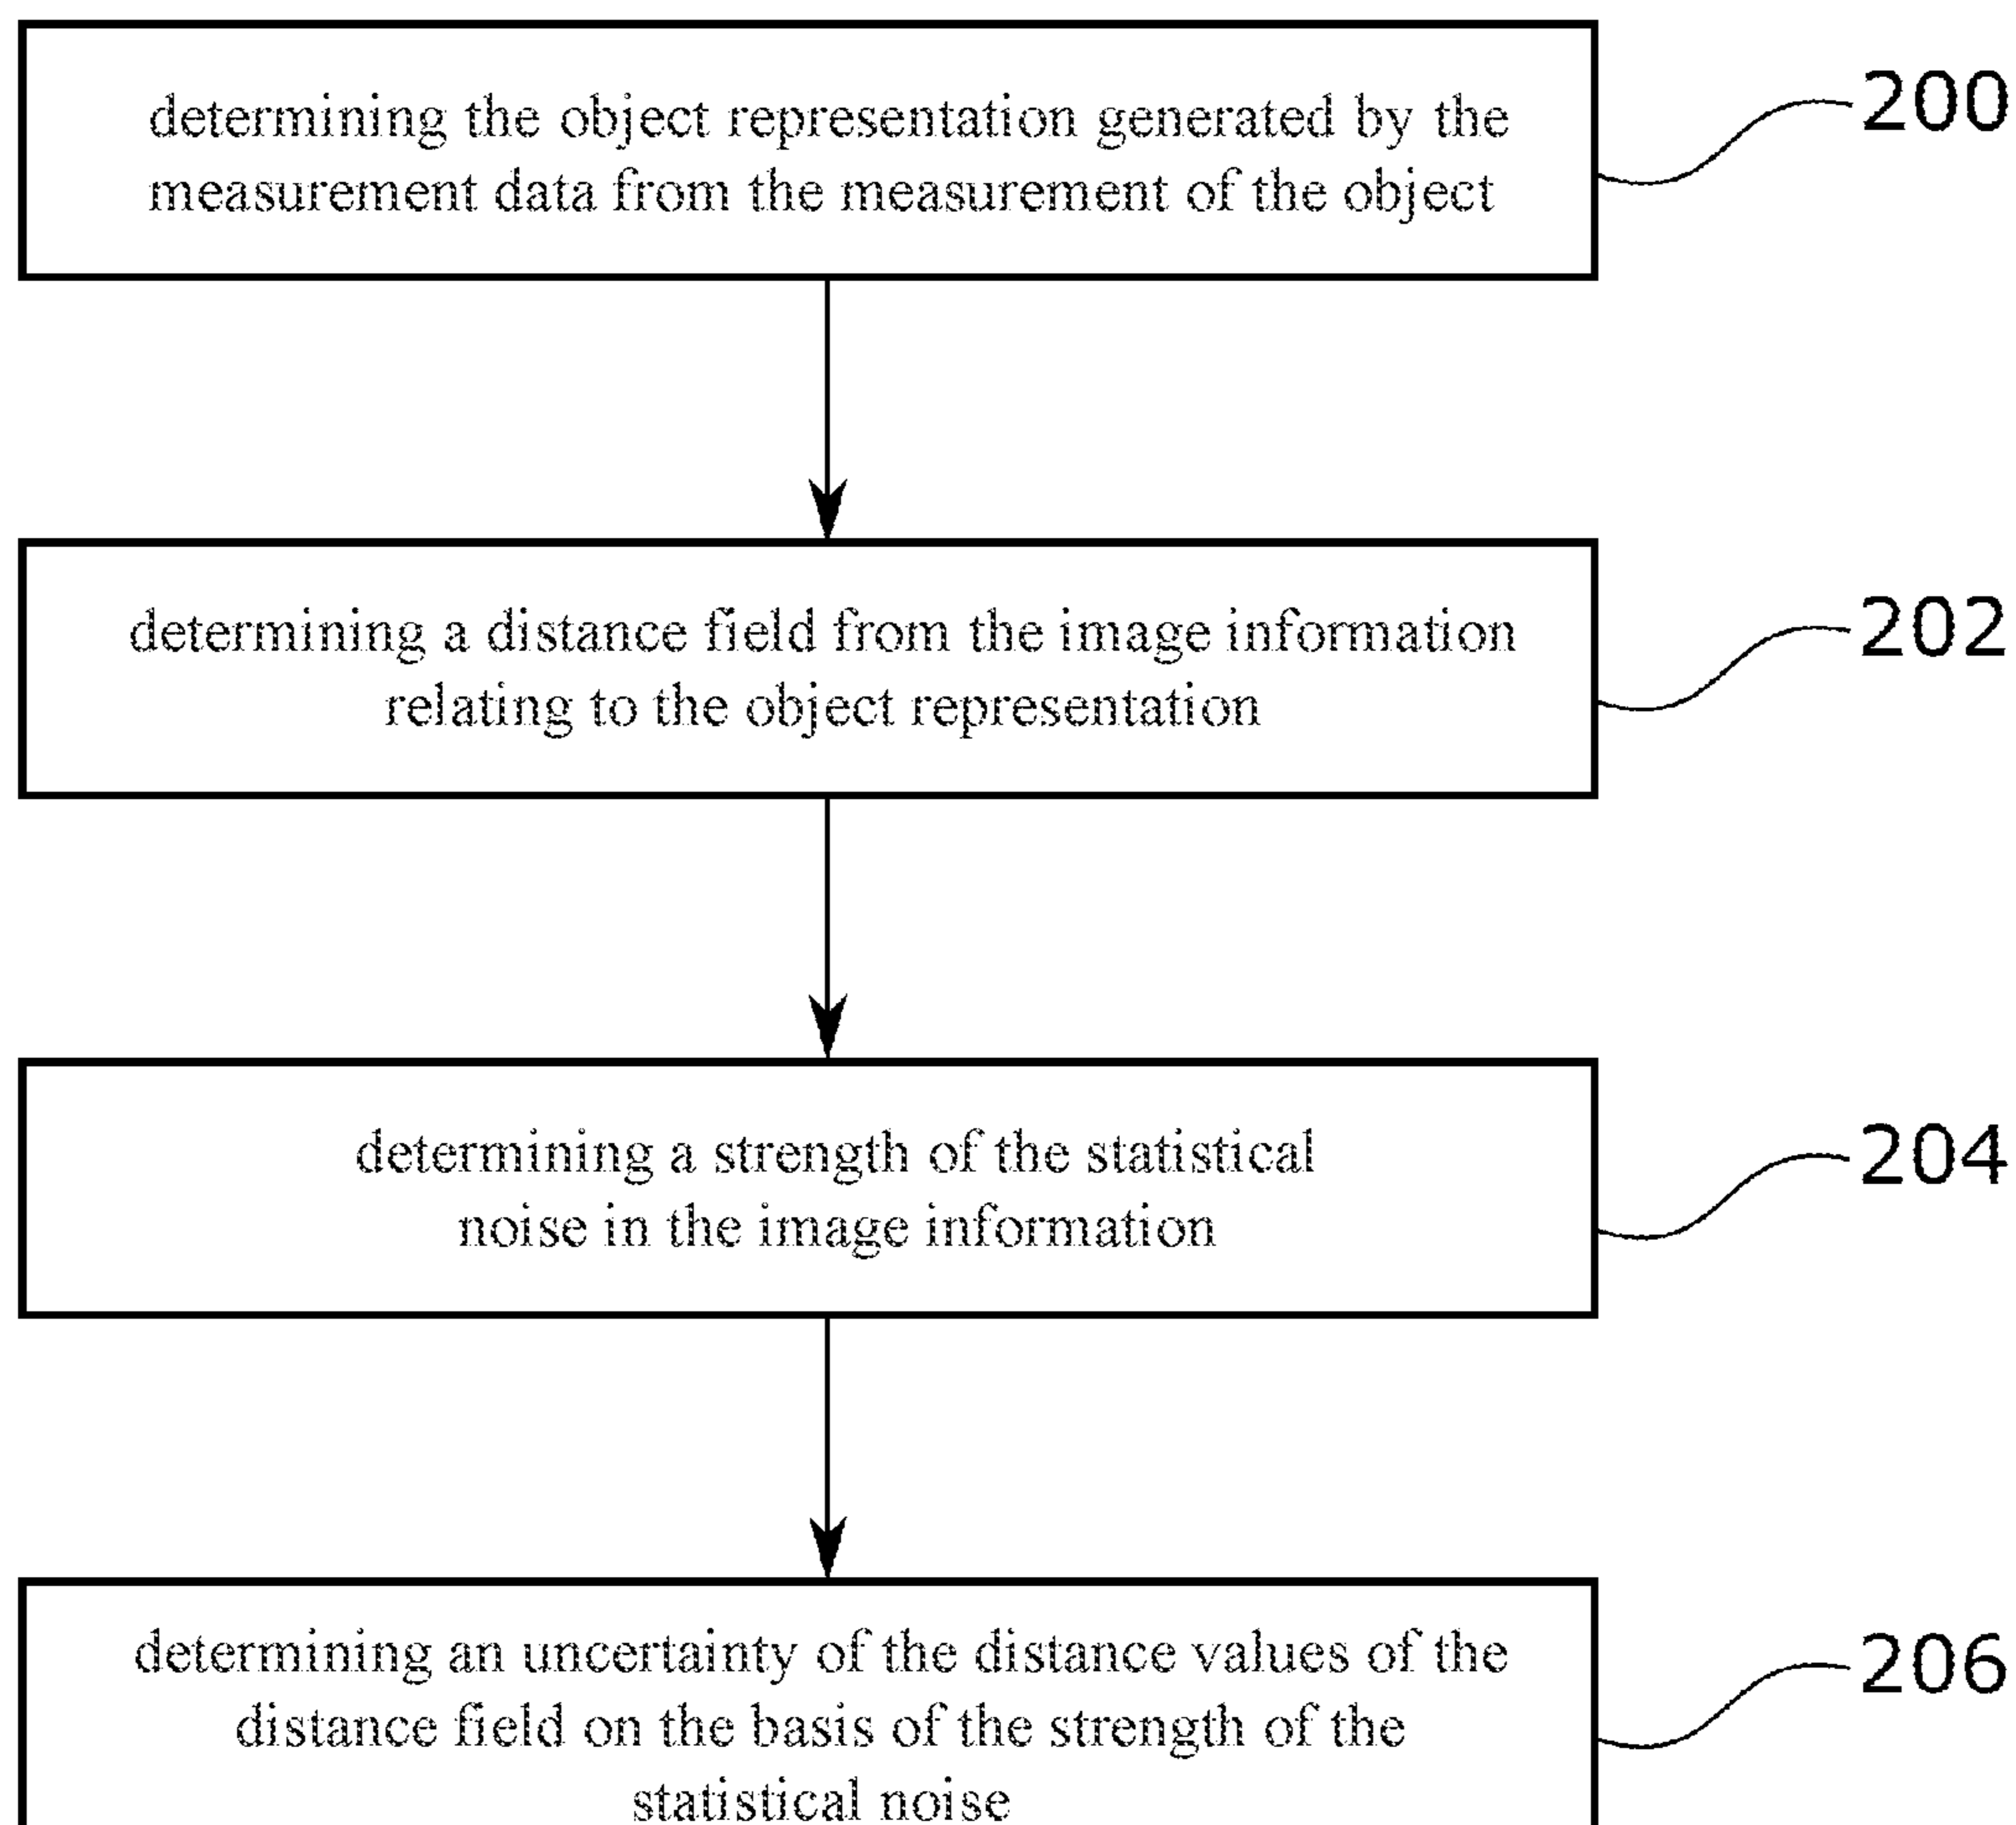 determining the object representation generated by the
measurement data from the measurement of the object
200
determining a distance field from the image information
relating to the object representation
202
determining a strength of the statistical
noise in the image information
204
determining an uncertainty of the distance values of the
distance field on the basis of the strength of the
statistical noise
206